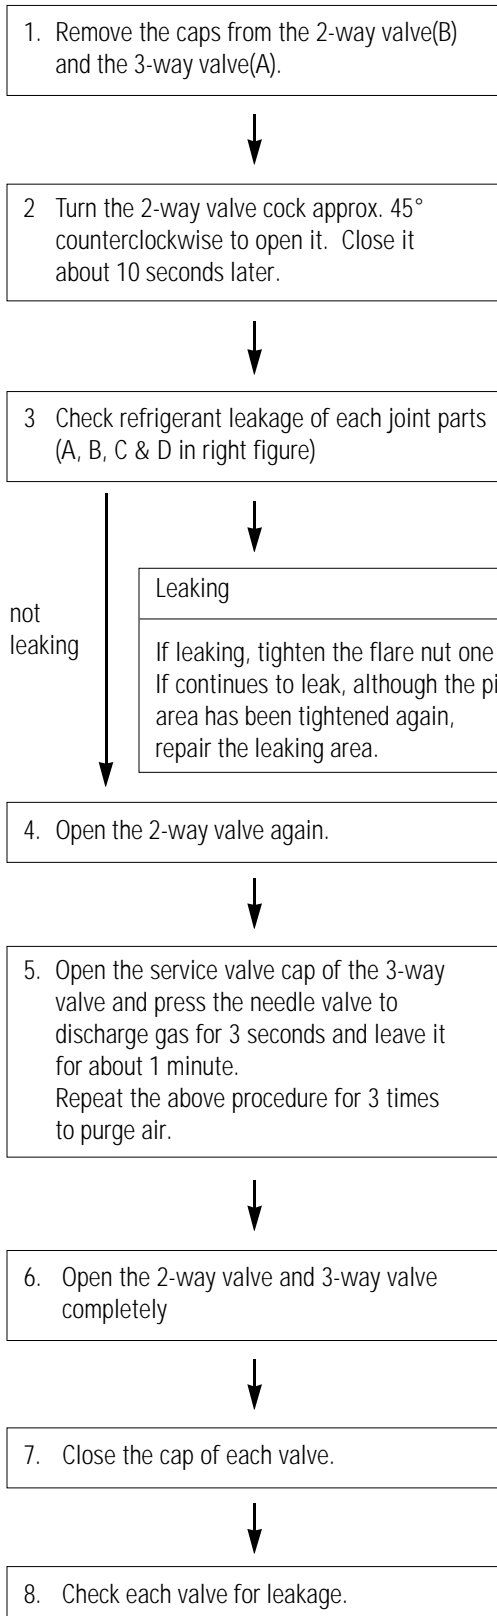 1. Remove the caps from the 2-way valve(B)
and the 3-way valve(A).
2 Turn the 2-way valve cock approx. 45°
counterclockwise to open it. Close it
about 10 seconds later.
3 Check refrigerant leakage of each joint parts
(A, B, C & D in right figure)
not
leaking
Leaking
If leaking, tighten the flare nut one
If continues to leak, although the
area has been tightened again,
repair the leaking area.
4. Open the 2-way valve again.
5. Open the service valve cap of the 3-way
valve and press the needle valve to
discharge gas for 3 seconds and leave it
for about 1 minute.
Repeat the above procedure for 3 times
to purge air.
6. Open the 2-way valve and 3-way valve
completely
7. Close the cap of each valve.
8. Check each valve for leakage.